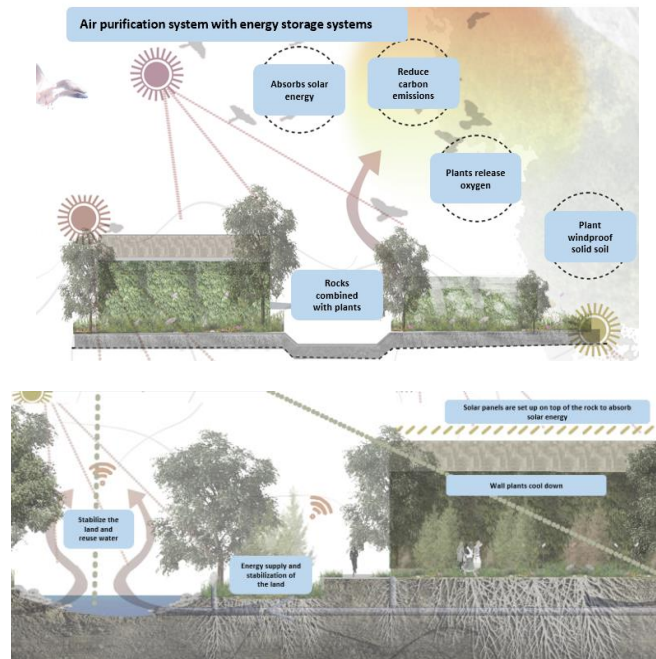 Air purification system with energy storage systems
Absorbs solar
energy
Reduce
carbon
emissions
Plants release
oxygen
Plant
windproof
solid soil
Rocks
combined
with plants
Solar panels are set up on top of the rock to absorb
solar energy
Wall plants cool down
Stabilize the
land and
reuse water
Energy supply and
stabilization of
the land